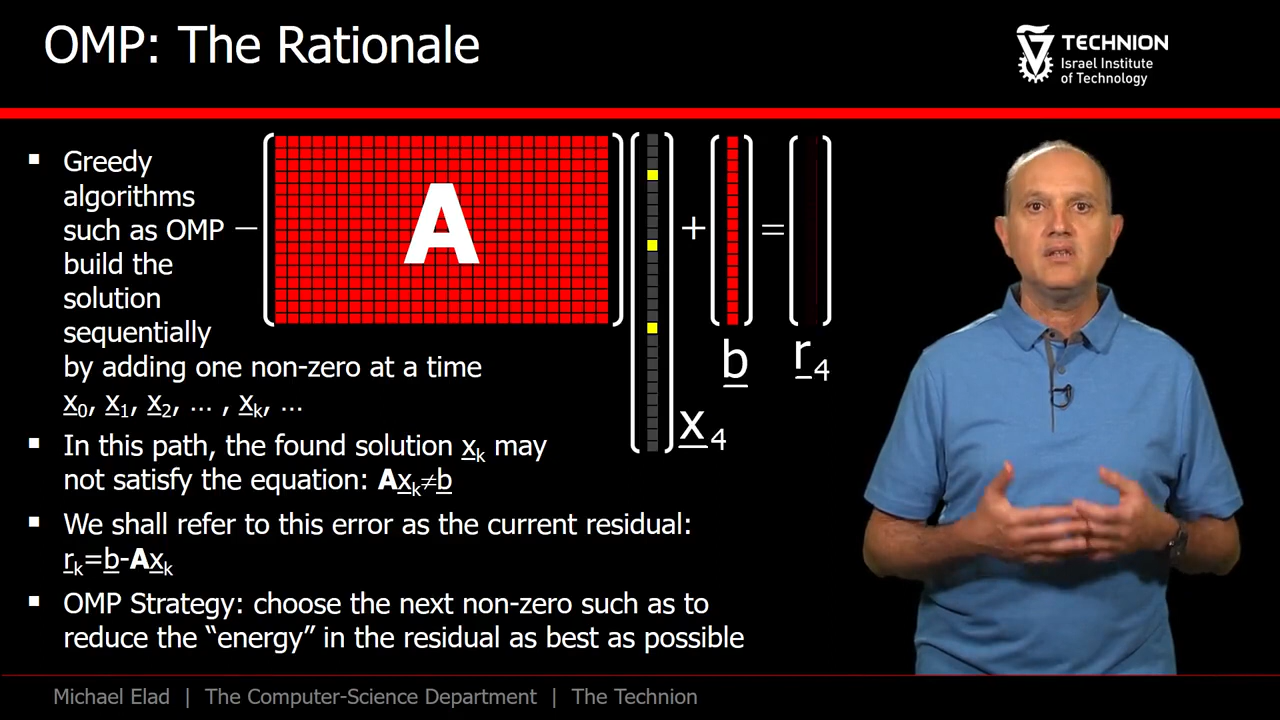 OMP: The Rationale
TECHNION
Israel Institute
of Technology
▪ Greedy
algorithms
such as OMP
build the
solution
sequentially
by adding one non-zero at a time
x₀, x₁, x₂, … , xₖ, …
− A + =
b r₄
x₄
▪ In this path, the found solution xₖ may
not satisfy the equation: Axₖ≠b
▪ We shall refer to this error as the current residual:
rₖ=b-Axₖ
▪ OMP Strategy: choose the next non-zero such as to
reduce the “energy” in the residual as best as possible
Michael Elad | The Computer-Science Department | The Technion